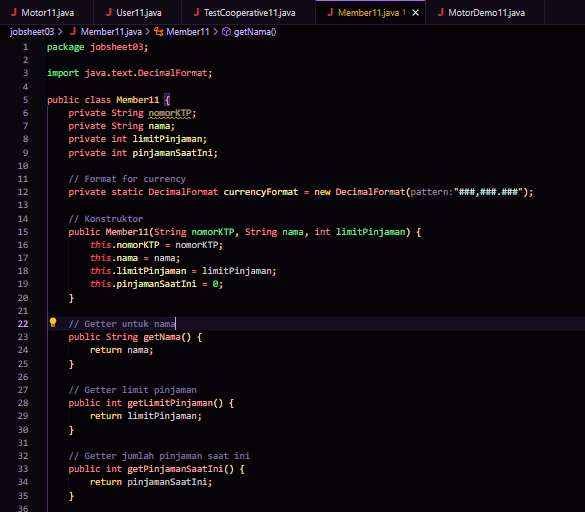 Motor11.java User11.java TestCooperative11.java Member11.java 1 MotorDemo11.java
jobsheet03 > Member11.java > Member11 > getNama()
1 package jobsheet03;
2
3 import java.text.DecimalFormat;
4
5 public class Member11 {
6 private String nomorKTP;
7 private String nama;
8 private int limitPinjaman;
9 private int pinjamanSaatIni;
10
11 // Format for currency
12 private static DecimalFormat currencyFormat = new DecimalFormat(pattern:"###,###.###");
13
14 // Konstruktor
15 public Member11(String nomorKTP, String nama, int limitPinjaman) {
16 this.nomorKTP = nomorKTP;
17 this.nama = nama;
18 this.limitPinjaman = limitPinjaman;
19 this.pinjamanSaatIni = 0;
20 }
21
22 // Getter untuk nama
23 public String getNama() {
24 return nama;
25 }
26
27 // Getter limit pinjaman
28 public int getLimitPinjaman() {
29 return limitPinjaman;
30 }
31
32 // Getter jumlah pinjaman saat ini
33 public int getPinjamanSaatIni() {
34 return pinjamanSaatIni;
35 }
36